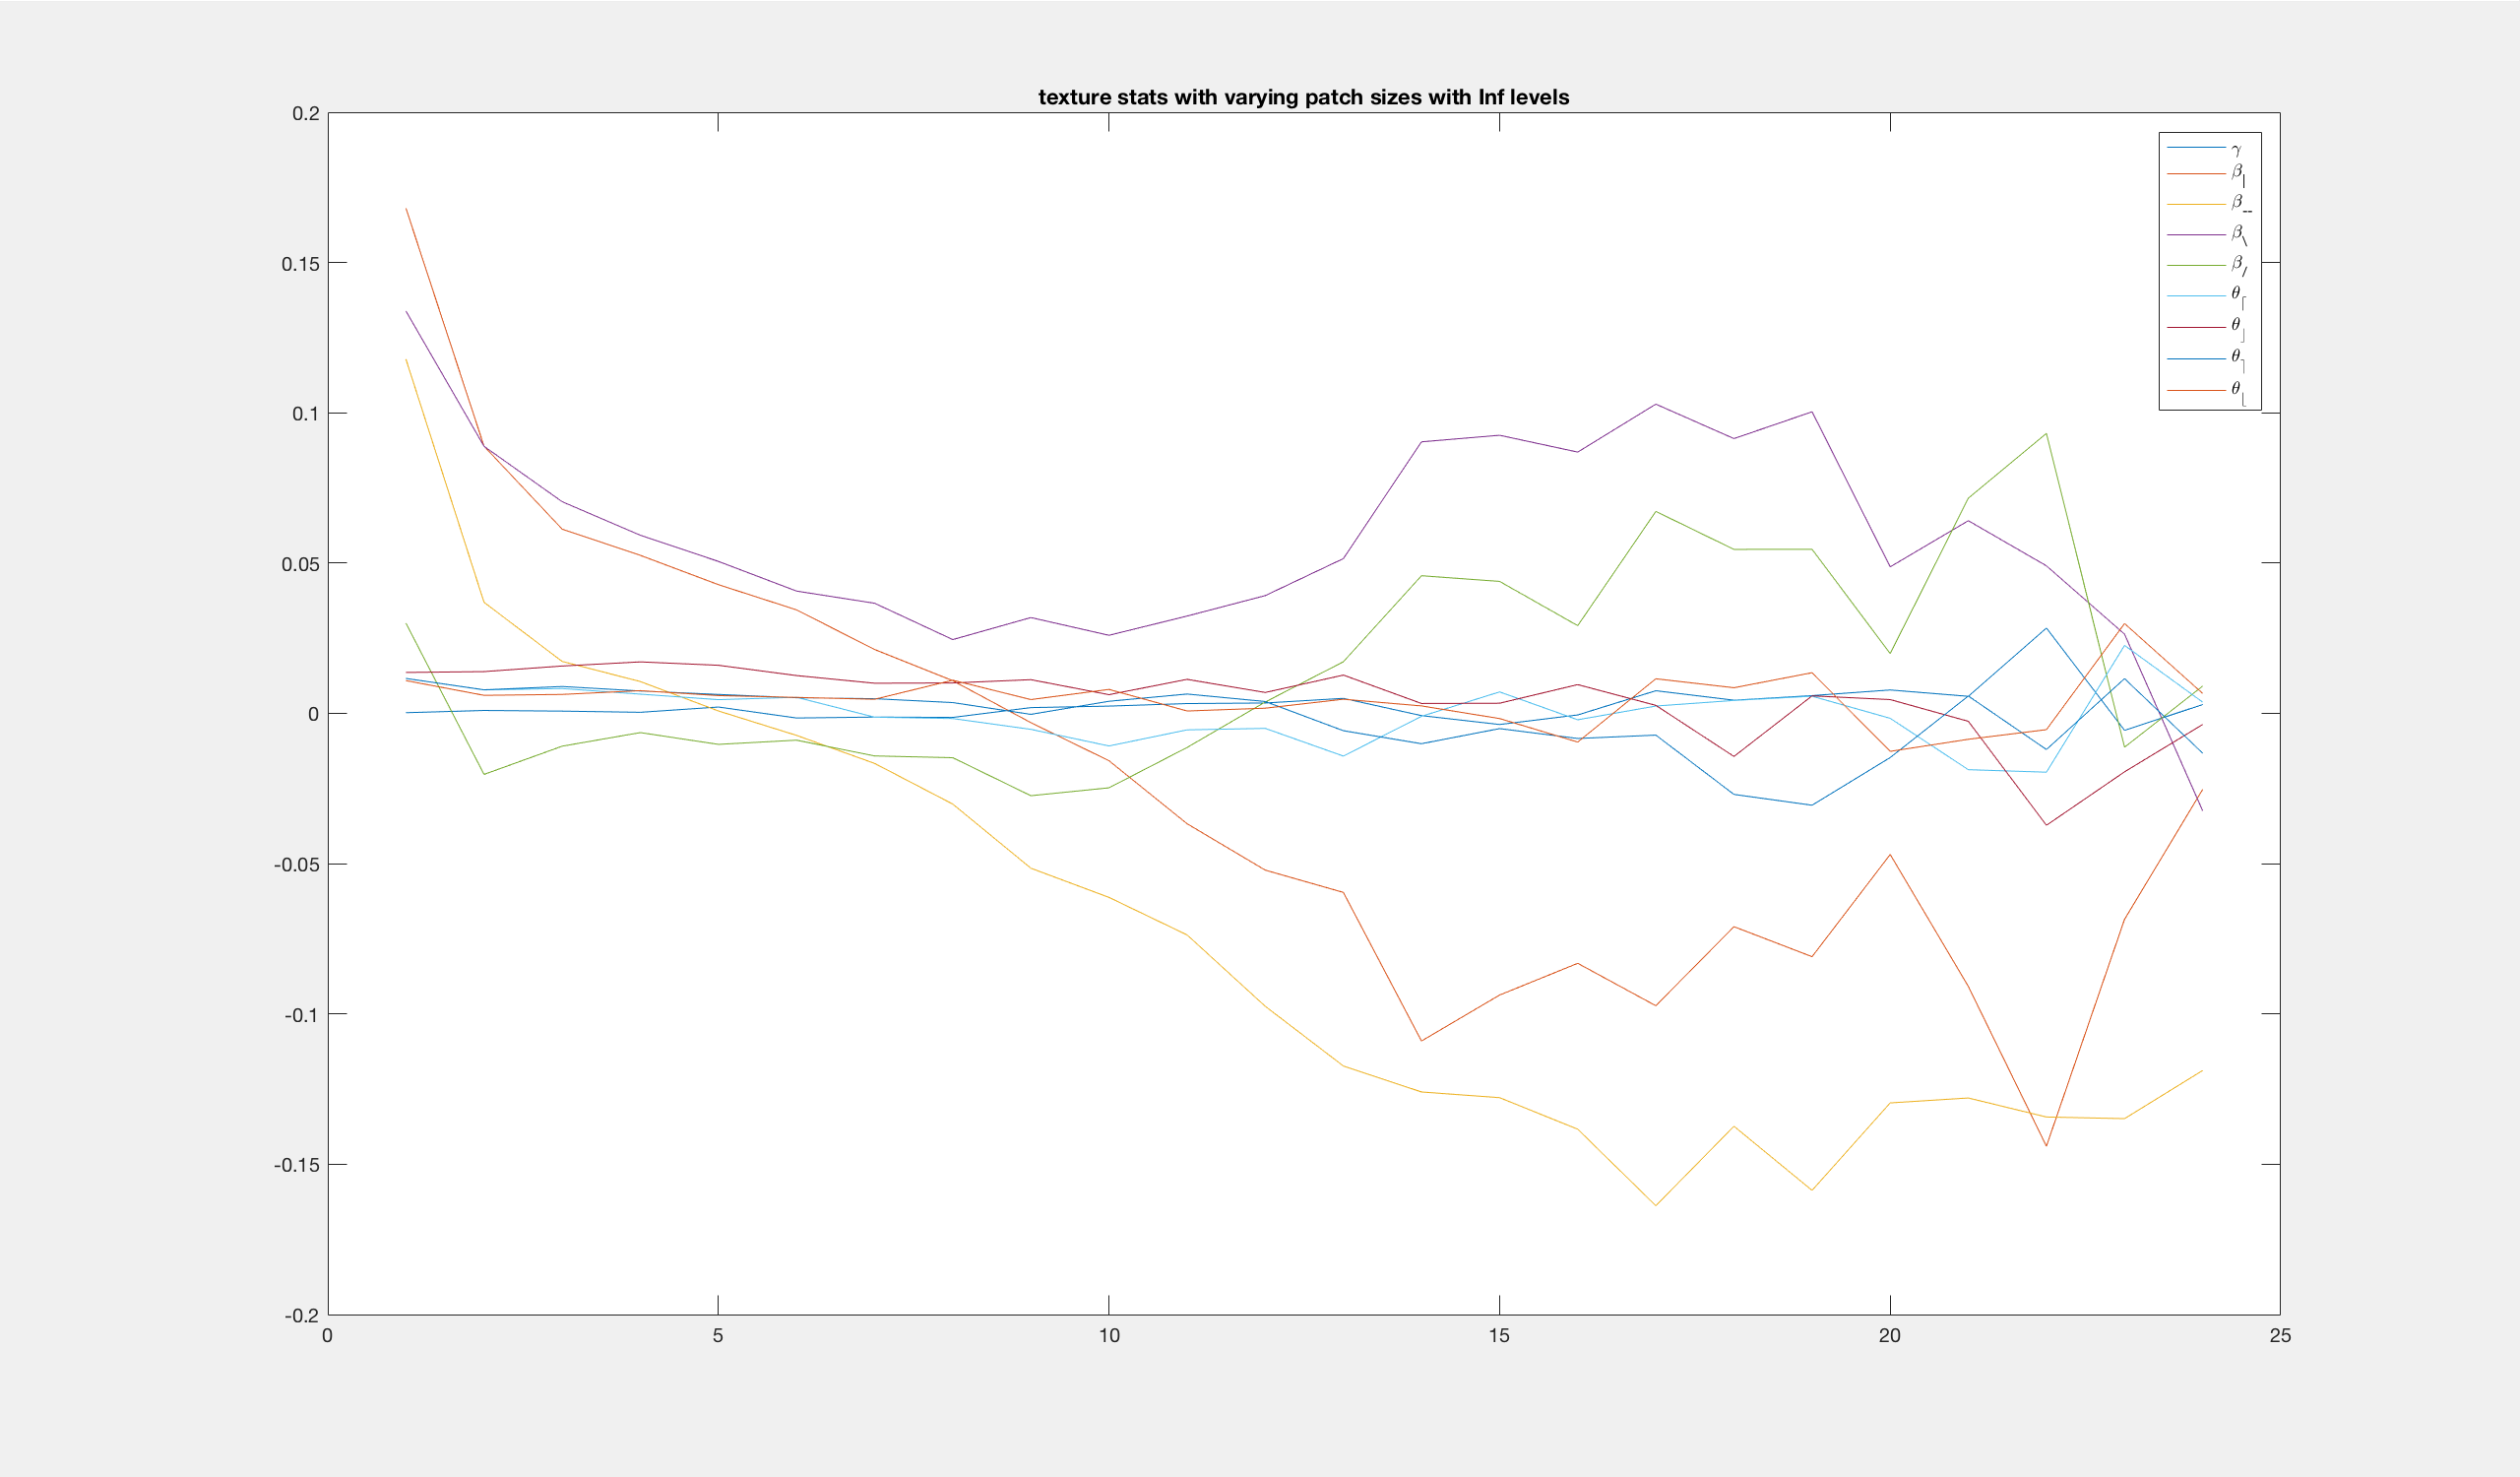 texture stats with varying patch sizes with Inf levels
0.2
0.15
0.1
0.05
0
-0.05
-0.1
-0.15
-0.2
0
5
10
15
20
25
γ
β|
β--
β\
β/
θ⌈
θ⌋
θ⌉
θ⌊